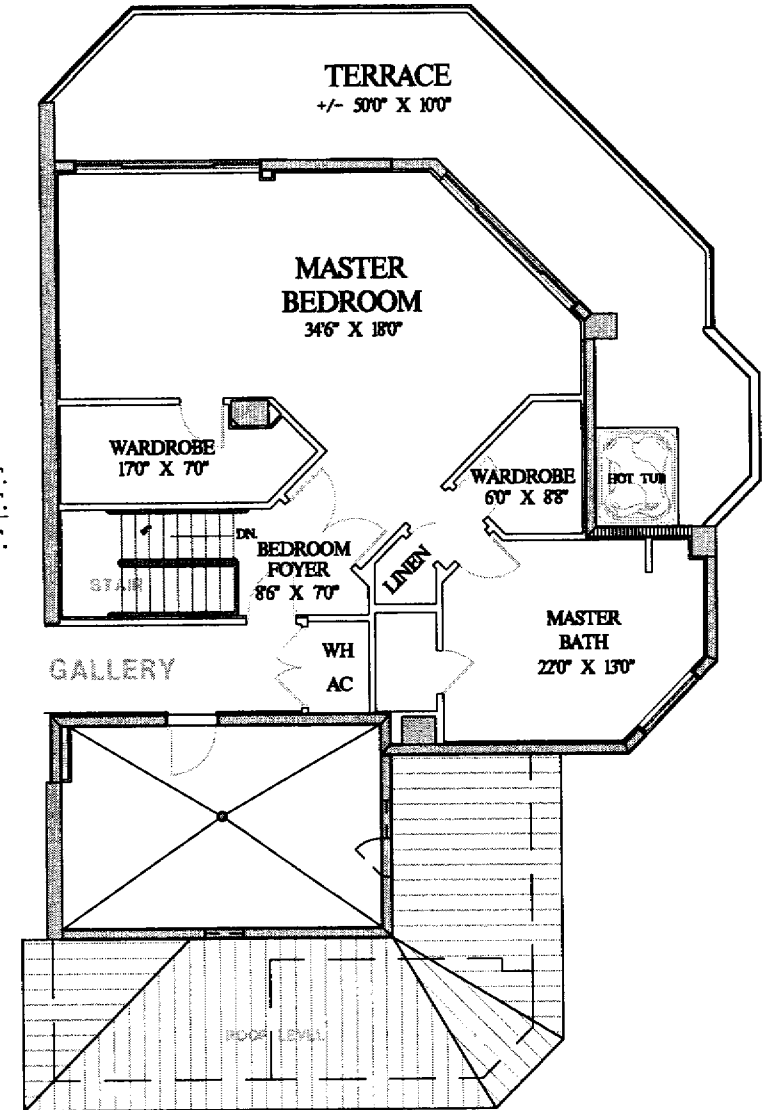 TERRACE
+/- 50'0" X 10'0"
MASTER
BEDROOM
34'6" X 18'0"
WARDROBE
17'0" X 7'0"
WARDROBE
6'0" X 8'8"
HOT TUB
DN.
BEDROOM
FOYER
8'6" X 7'0"
LINEN
STAIR
MASTER
BATH
22'0" X 13'0"
WH
AC
GALLERY
ROOF LEVEL